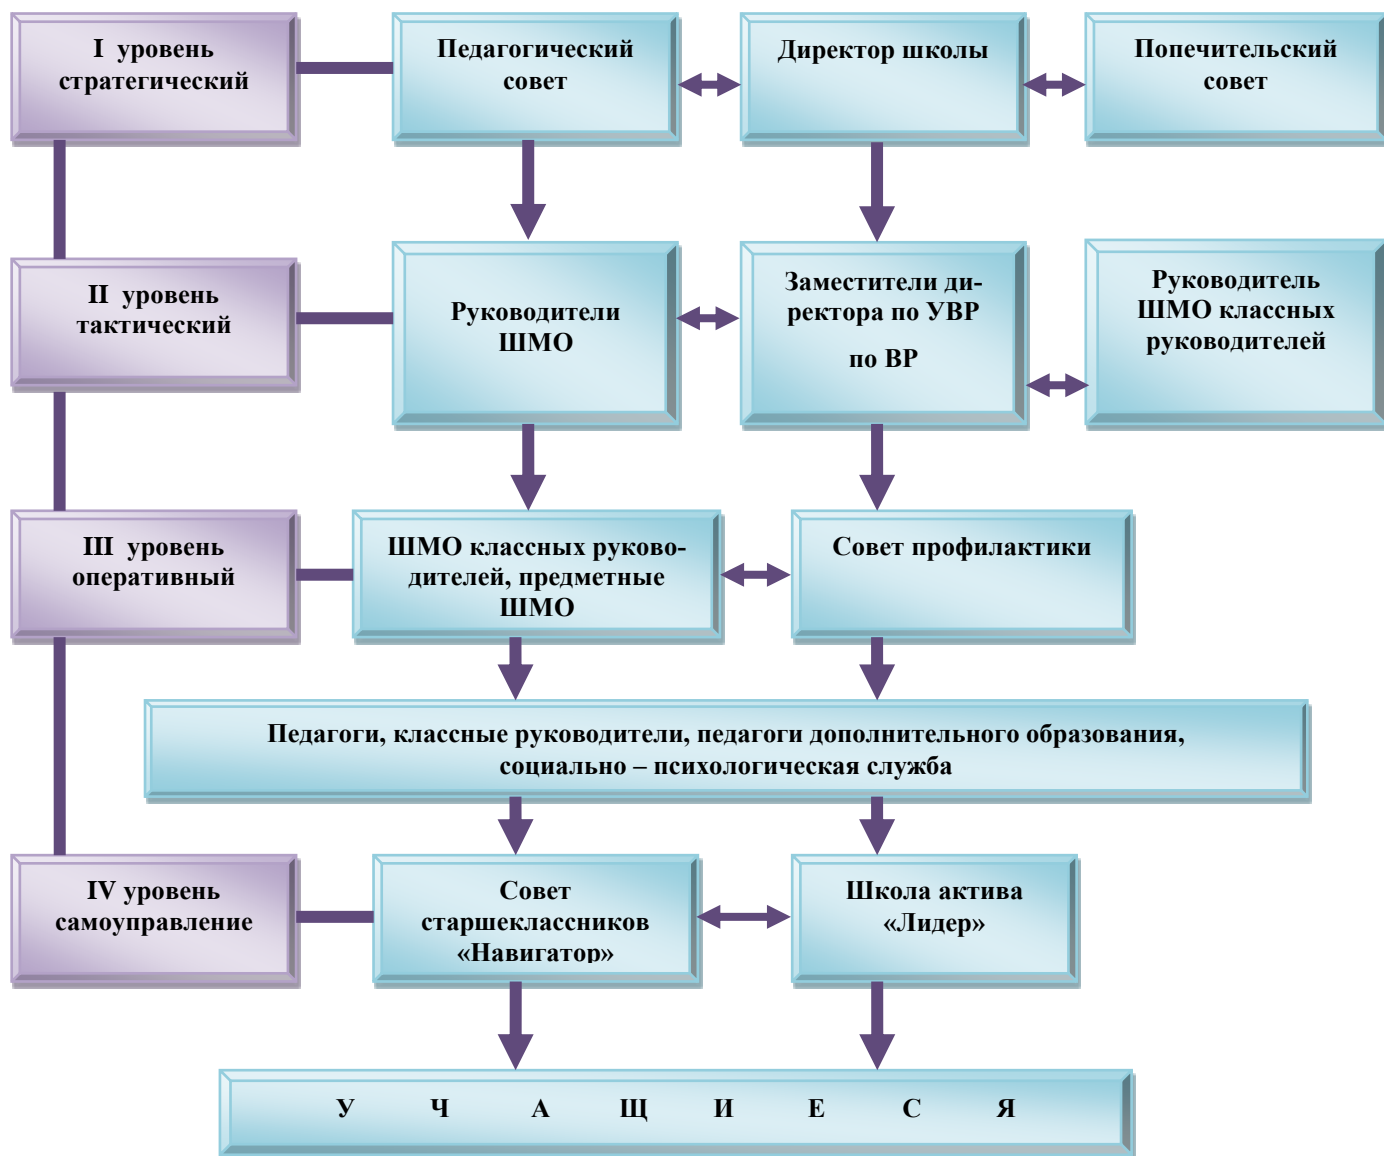 I уровень
стратегический
Педагогический
совет
Директор школы
Попечительский
совет
II уровень
тактический
Руководители
ШМО
Заместители ди-
ректора по УВР
по ВР
Руководитель
ШМО классных
руководителей
III уровень
оперативный
ШМО классных руково-
дителей, предметные
ШМО
Совет профилактики
Педагоги, классные руководители, педагоги дополнительного образования,
социально – психологическая служба
IV уровень
самоуправление
Совет
старшеклассников
«Навигатор»
Школа актива
«Лидер»
У Ч А Щ И Е С Я